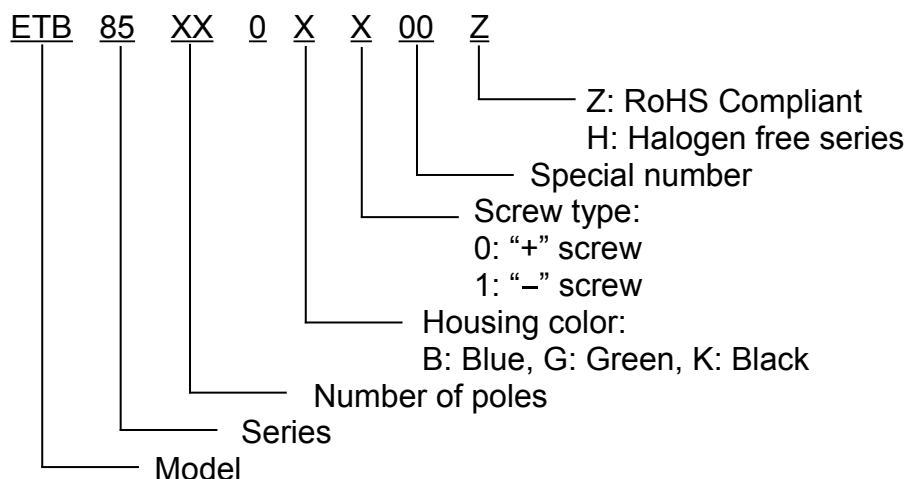 ETB 85 XX 0 X X 00 Z
Z: RoHS Compliant
H: Halogen free series
Special number
Screw type:
0: “+” screw
1: “–” screw
Housing color:
B: Blue, G: Green, K: Black
Number of poles
Series
Model